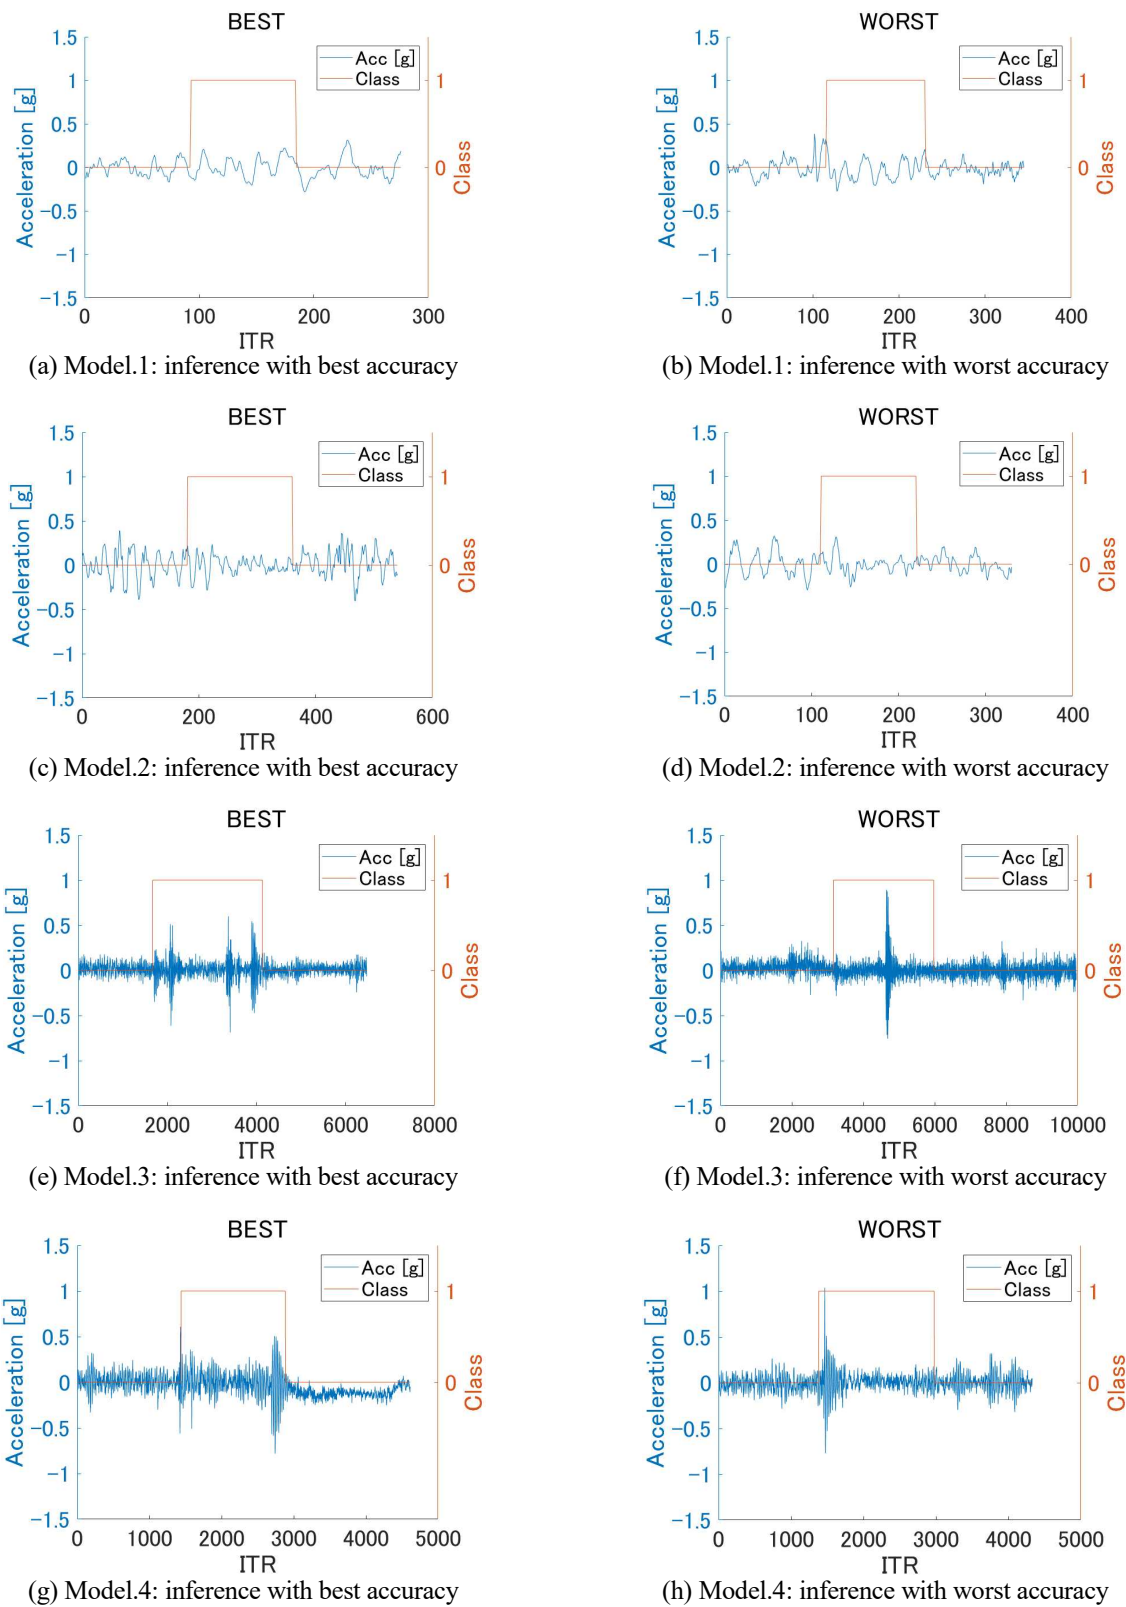 BEST
1.5
1
0.5
0
−0.5
−1
−1.5
Acceleration [g]
Acc [g]
Class
1
0
Class
0
100
200
300
ITR
(a) Model.1: inference with best accuracy
WORST
1.5
1
0.5
0
−0.5
−1
−1.5
Acceleration [g]
Acc [g]
Class
1
0
Class
0
100
200
300
400
ITR
(b) Model.1: inference with worst accuracy
BEST
1.5
1
0.5
0
−0.5
−1
−1.5
Acceleration [g]
Acc [g]
Class
1
0
Class
0
200
400
600
ITR
(c) Model.2: inference with best accuracy
WORST
1.5
1
0.5
0
−0.5
−1
−1.5
Acceleration [g]
Acc [g]
Class
1
0
Class
0
100
200
300
400
ITR
(d) Model.2: inference with worst accuracy
BEST
1.5
1
0.5
0
−0.5
−1
−1.5
Acceleration [g]
Acc [g]
Class
1
0
Class
0
2000
4000
6000
8000
ITR
(e) Model.3: inference with best accuracy
WORST
1.5
1
0.5
0
−0.5
−1
−1.5
Acceleration [g]
Acc [g]
Class
1
0
Class
0
2000
4000
6000
8000
10000
ITR
(f) Model.3: inference with worst accuracy
BEST
1.5
1
0.5
0
−0.5
−1
−1.5
Acceleration [g]
Acc [g]
Class
1
0
Class
0
1000
2000
3000
4000
5000
ITR
(g) Model.4: inference with best accuracy
WORST
1.5
1
0.5
0
−0.5
−1
−1.5
Acceleration [g]
Acc [g]
Class
1
0
Class
0
1000
2000
3000
4000
5000
ITR
(h) Model.4: inference with worst accuracy